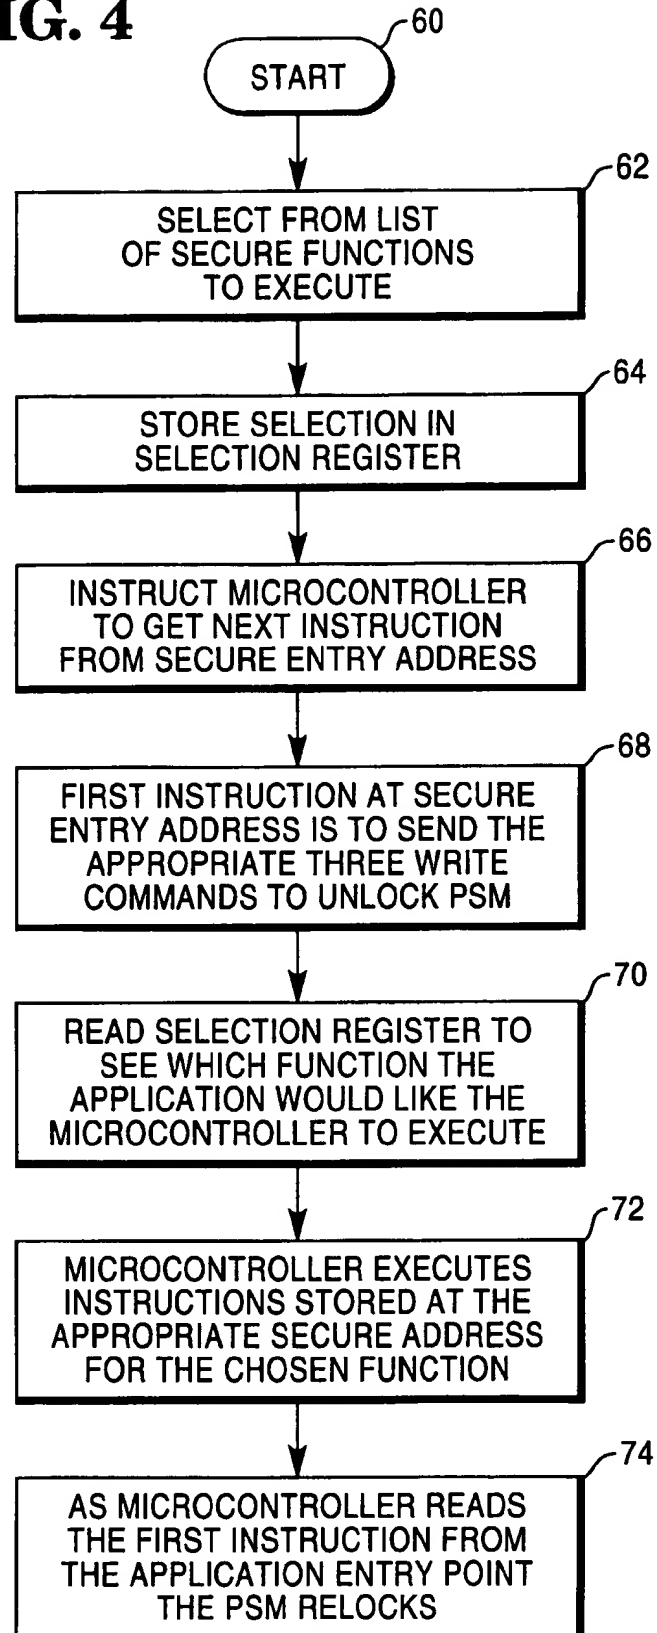 IG. 4
60
START
62
SELECT FROM LIST
OF SECURE FUNCTIONS
TO EXECUTE
64
STORE SELECTION IN
SELECTION REGISTER
66
INSTRUCT MICROCONTROLLER
TO GET NEXT INSTRUCTION
FROM SECURE ENTRY ADDRESS
68
FIRST INSTRUCTION AT SECURE
ENTRY ADDRESS IS TO SEND THE
APPROPRIATE THREE WRITE
COMMANDS TO UNLOCK PSM
70
READ SELECTION REGISTER TO
SEE WHICH FUNCTION THE
APPLICATION WOULD LIKE THE
MICROCONTROLLER TO EXECUTE
72
MICROCONTROLLER EXECUTES
INSTRUCTIONS STORED AT THE
APPROPRIATE SECURE ADDRESS
FOR THE CHOSEN FUNCTION
74
AS MICROCONTROLLER READS
THE FIRST INSTRUCTION FROM
THE APPLICATION ENTRY POINT
THE PSM RELOCKS